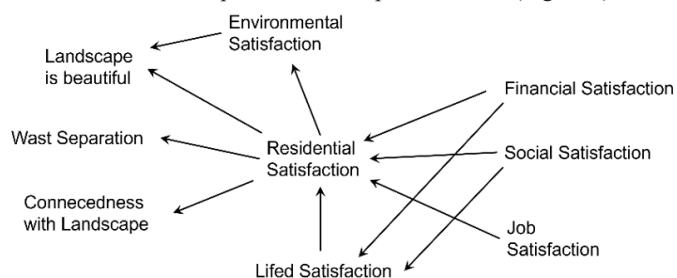 Environmental
Satisfaction
Landscape
is beautiful
Financial Satisfaction
Wast Separation
Residential
Satisfaction
Social Satisfaction
Connecedness
with Landscape
Job
Satisfaction
Lifed Satisfaction